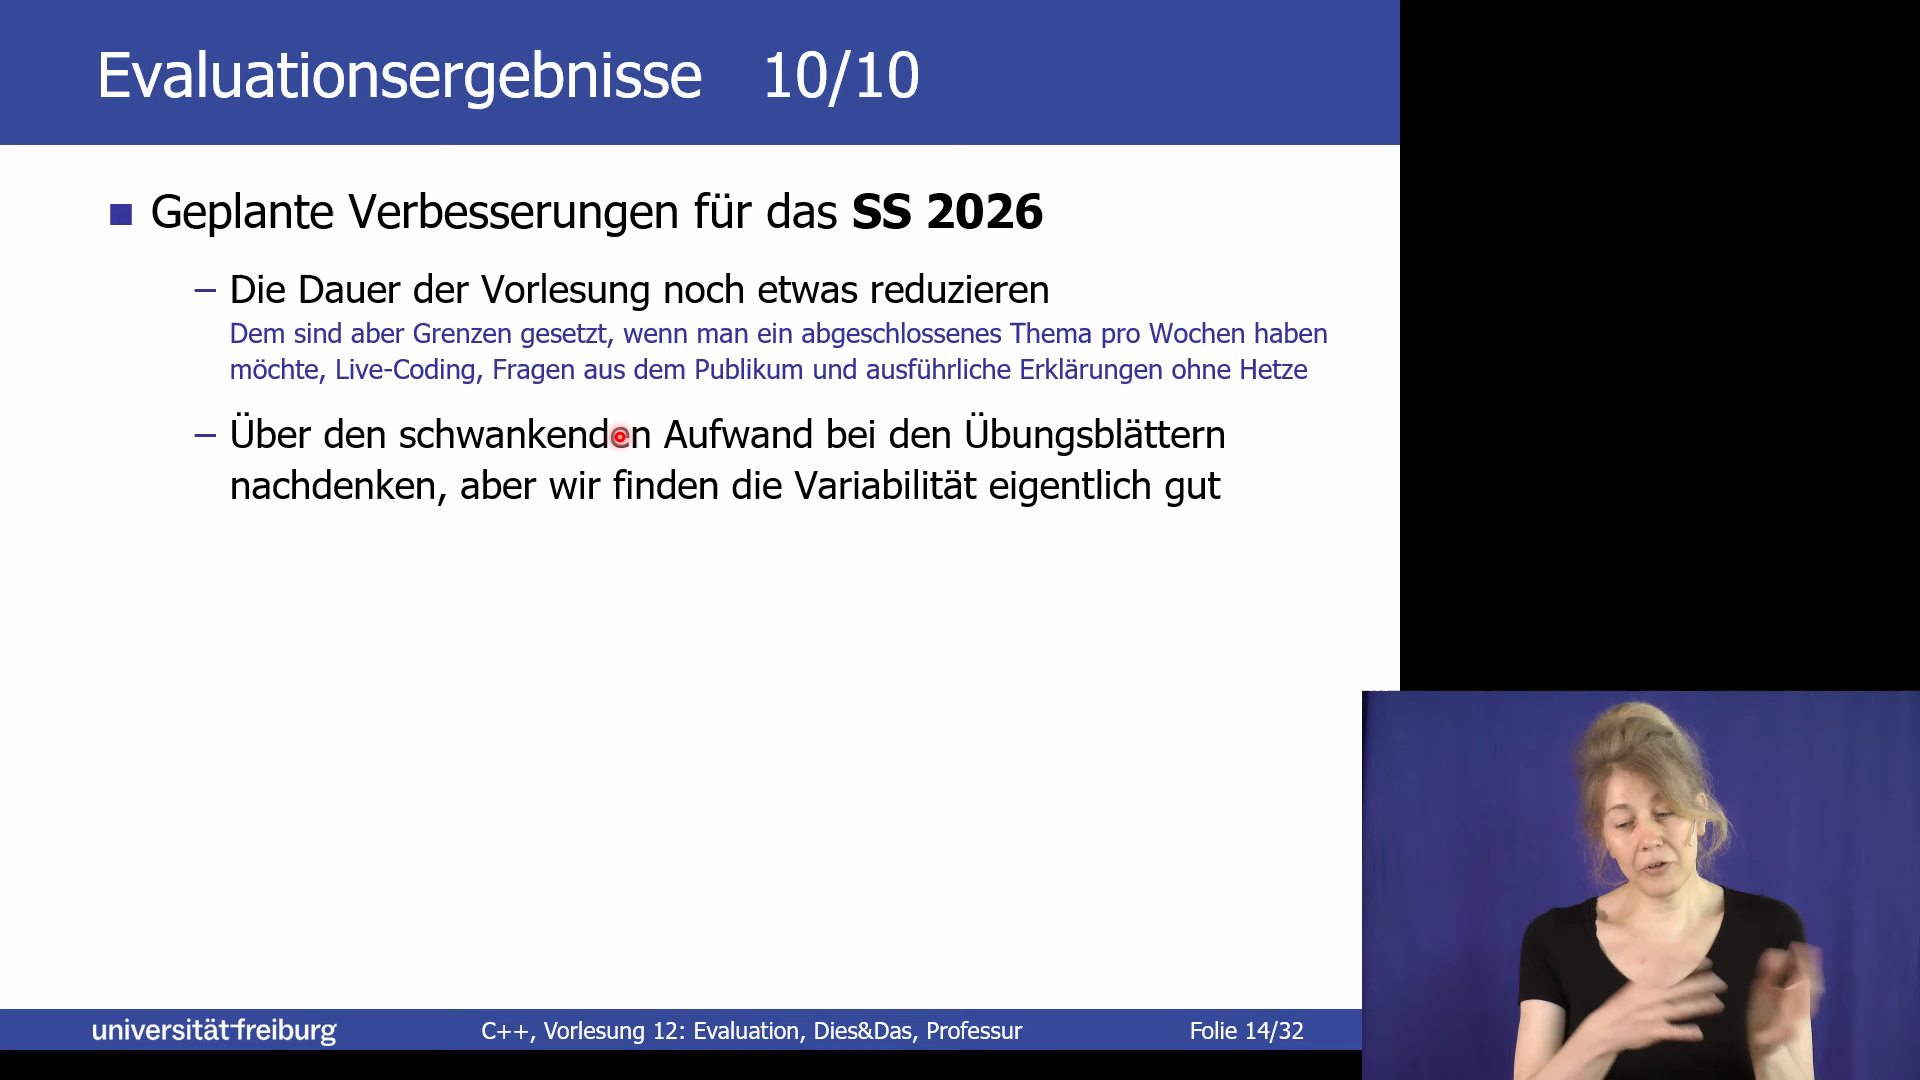 Evaluationsergebnisse 10/10
Geplante Verbesserungen für das SS 2026
– Die Dauer der Vorlesung noch etwas reduzieren
Dem sind aber Grenzen gesetzt, wenn man ein abgeschlossenes Thema pro Wochen haben
möchte, Live-Coding, Fragen aus dem Publikum und ausführliche Erklärungen ohne Hetze
– Über den schwankenden Aufwand bei den Übungsblättern
nachdenken, aber wir finden die Variabilität eigentlich gut
universität freiburg
C++, Vorlesung 12: Evaluation, Dies&Das, Professur
Folie 14/32